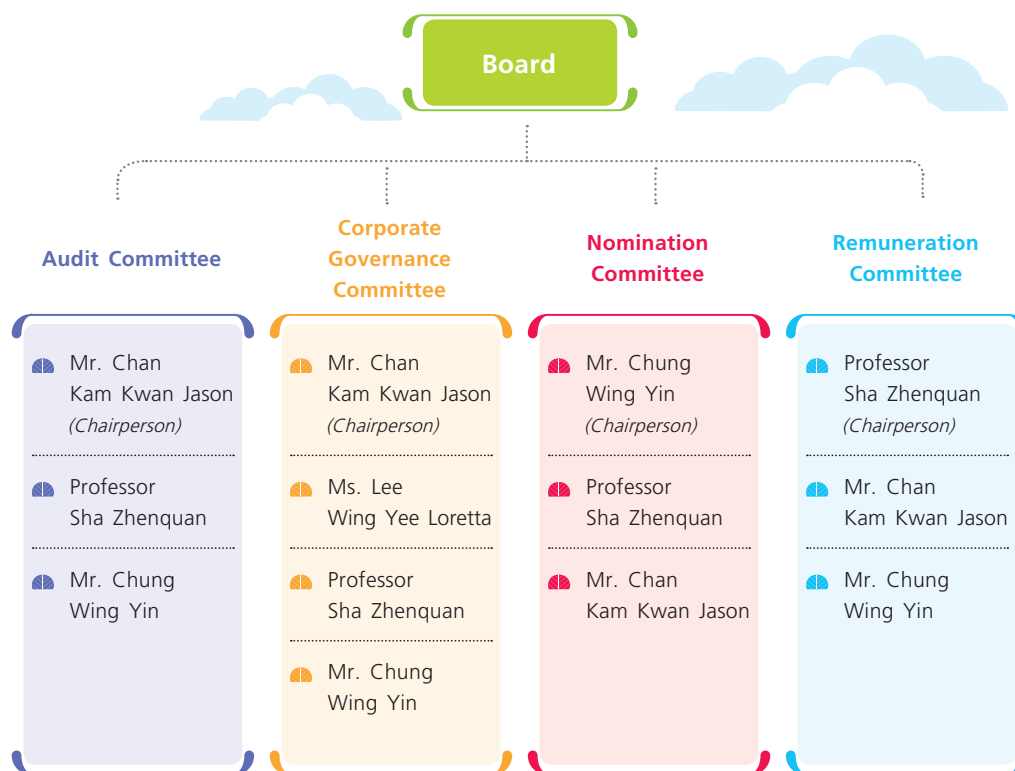 Board
Audit Committee
Corporate
Governance
Committee
Nomination
Committee
Remuneration
Committee
Mr. Chan
Kam Kwan Jason
(Chairperson)
Professor
Sha Zhenquan
Mr. Chung
Wing Yin
Mr. Chan
Kam Kwan Jason
(Chairperson)
Ms. Lee
Wing Yee Loretta
Professor
Sha Zhenquan
Mr. Chung
Wing Yin
Mr. Chung
Wing Yin
(Chairperson)
Professor
Sha Zhenquan
Mr. Chan
Kam Kwan Jason
Professor
Sha Zhenquan
(Chairperson)
Mr. Chan
Kam Kwan Jason
Mr. Chung
Wing Yin